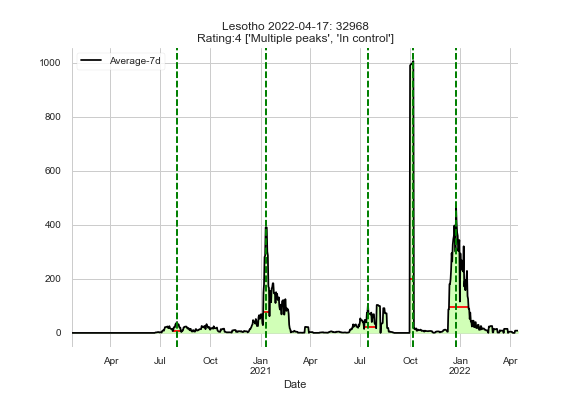 Lesotho 2022-04-17: 32968
Rating:4 ['Multiple peaks', 'In control']
Average-7d
1000
800
600
400
200
0
Apr Jul Oct Jan Apr Jul Oct Jan Apr
2021 2022
Date